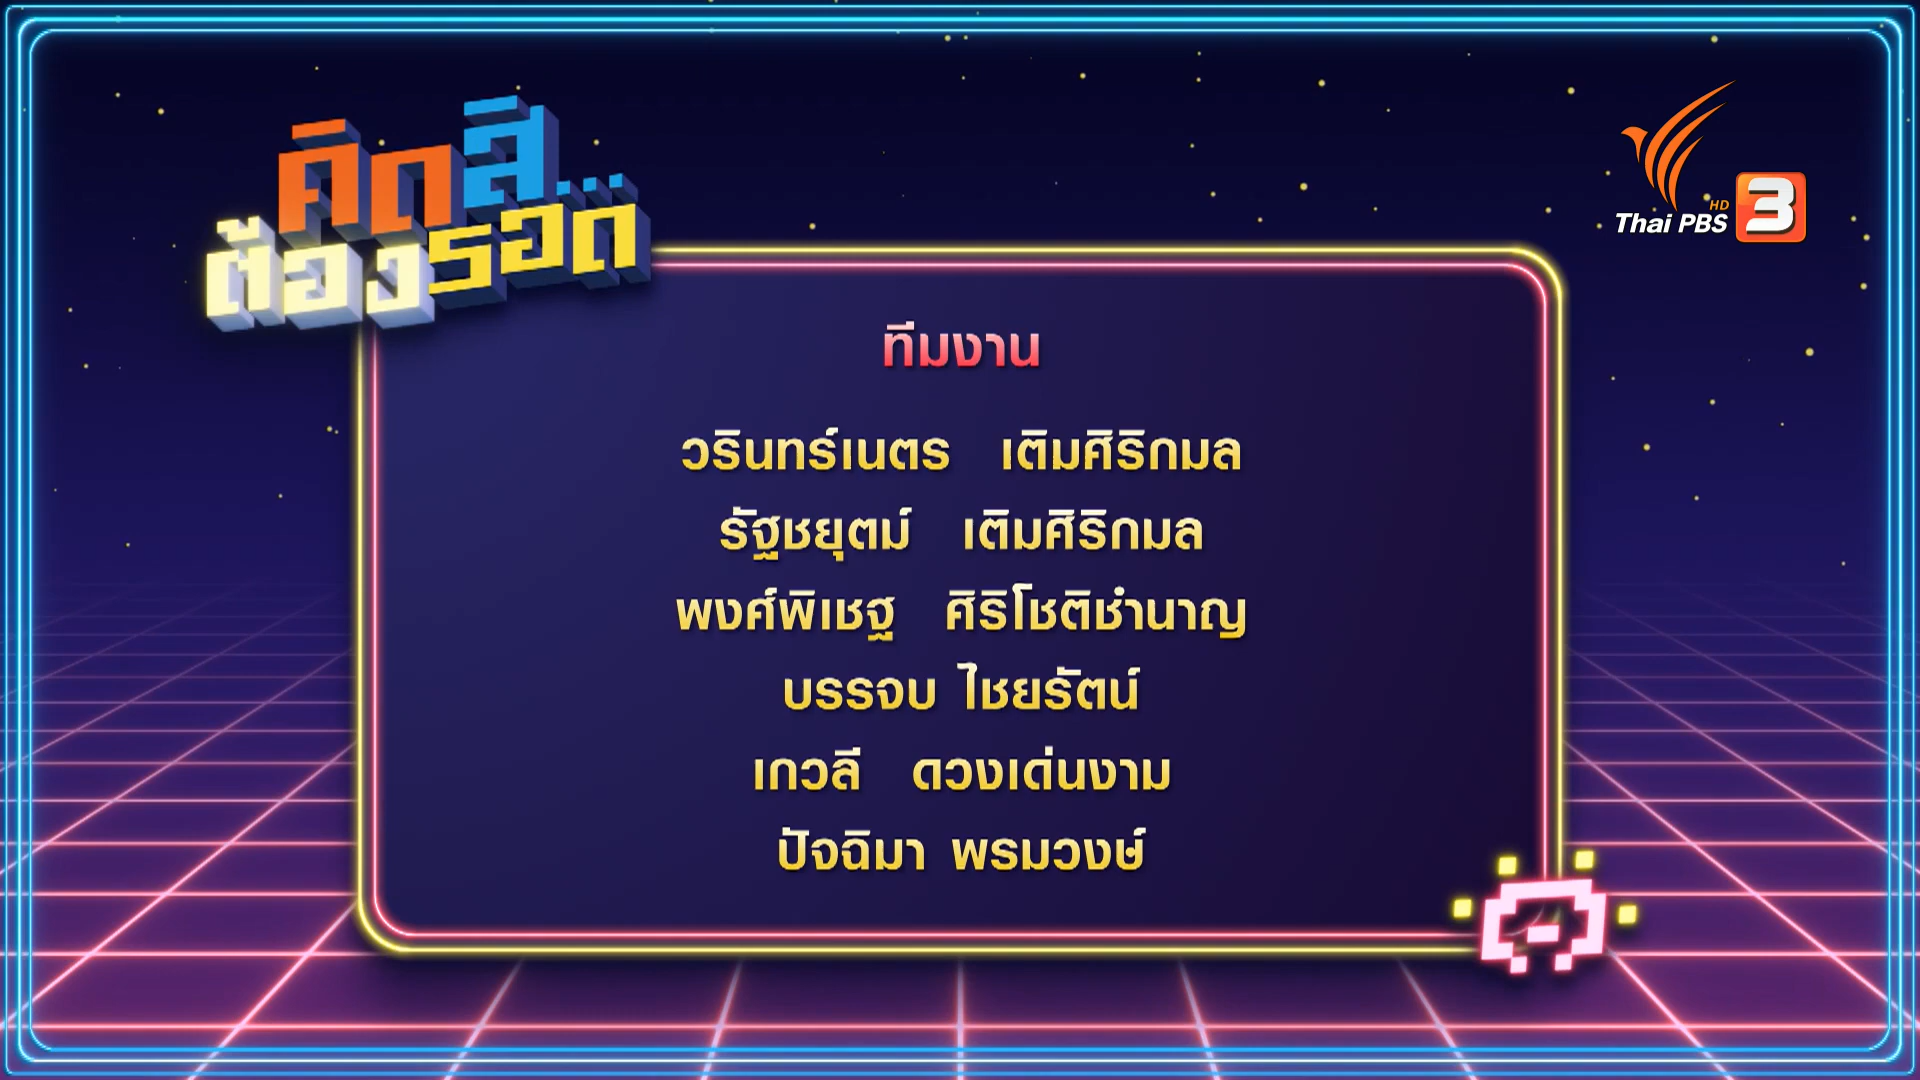 คิดสิ...
ต้องรอด
HD
Thai PBS 3
ทีมงาน
วรินทร์เนตร เติมศิริกมล
รัฐชยุตม์ เติมศิริกมล
พงศ์พิเชฐ ศิริโชติชำนาญ
บรรจบ ไชยรัตน์
เกวลี ดวงเด่นงาม
ปัจฉิมา พรมวงษ์